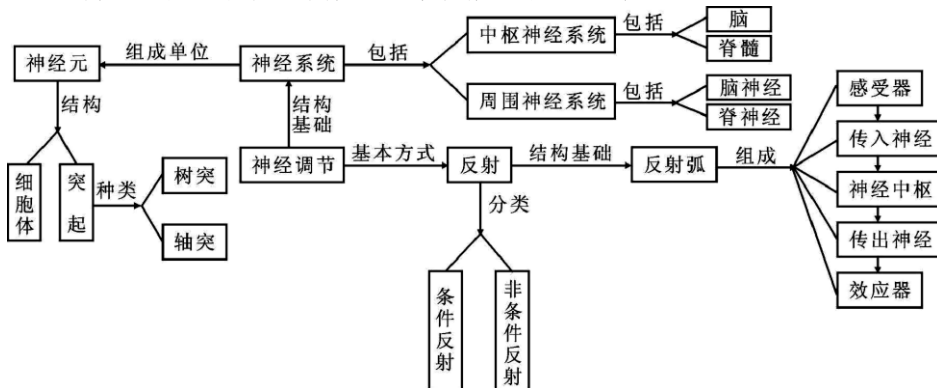 神经元
组成单位
神经系统
包括
中枢神经系统
包括
脑
脊髓
周围神经系统
包括
脑神经
脊神经
结构
结构
基础
细胞体
突起
种类
树突
轴突
神经调节
基本方式
反射
结构基础
反射弧
组成
感受器
传入神经
神经中枢
传出神经
效应器
分类
条件反射
非条件反射